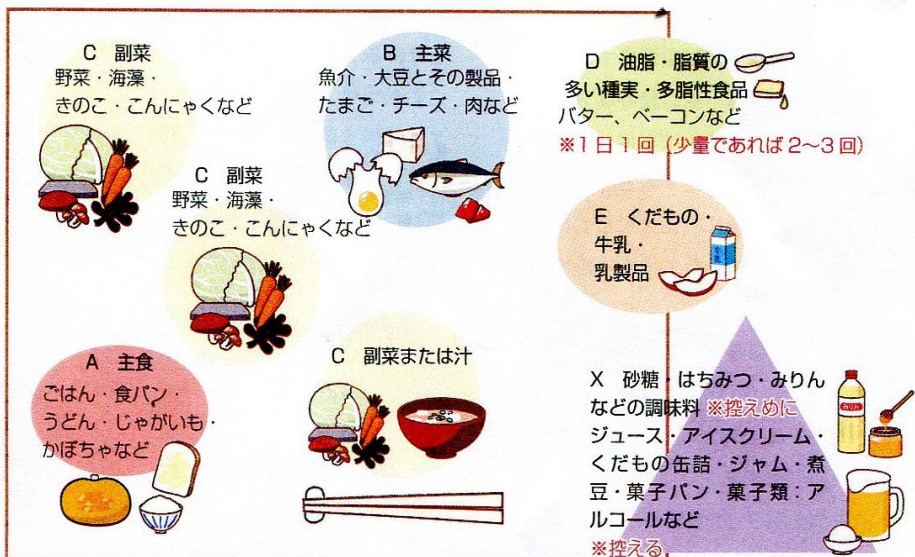 C 副菜
野菜・海藻・
きのこ・こんにゃくなど
B 主菜
魚介・大豆とその製品・
たまご・チーズ・肉など
D 油脂・脂質の
多い種実・多脂性食品
バター、ベーコンなど
※1日1回（少量であれば2〜3回）
C 副菜
野菜・海藻・
きのこ・こんにゃくなど
E くだもの・
牛乳・
乳製品
A 主食
ごはん・食パン・
うどん・じゃがいも・
かぼちゃなど
C 副菜または汁
X 砂糖・はちみつ・みりん
などの調味料 ※控えめに
ジュース・アイスクリーム・
くだもの缶詰・ジャム・煮
豆・菓子パン・菓子類：ア
ルコールなど
※控える
みりん